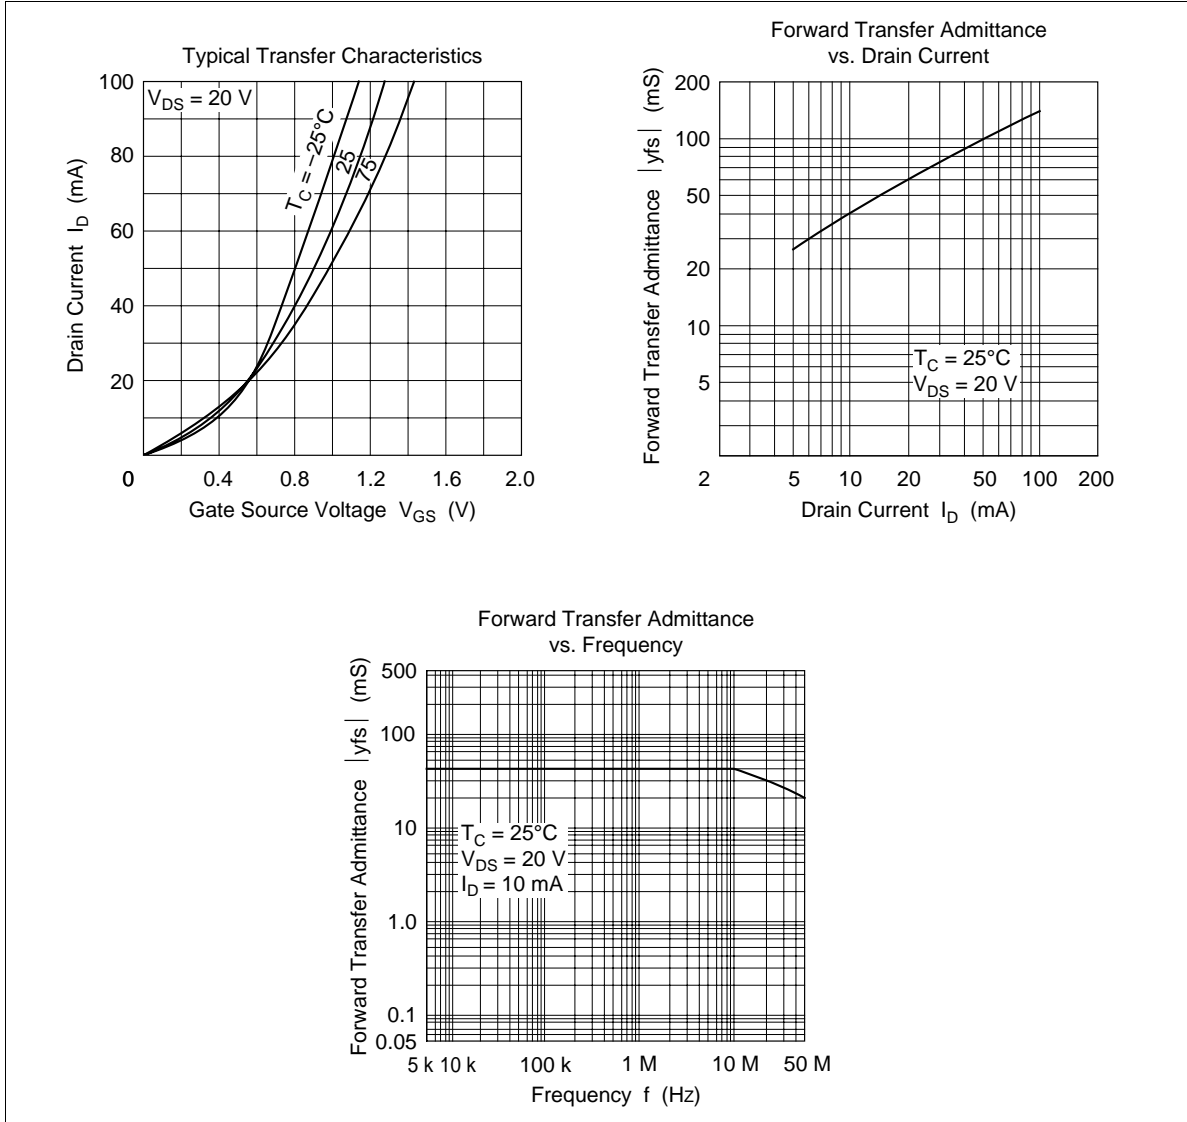 Typical Transfer Characteristics
100
80
60
40
20
0
Drain Current I_D (mA)
V_DS = 20 V
T_C = –25°C
25
75
0.4
0.8
1.2
1.6
2.0
Gate Source Voltage V_GS (V)
Forward Transfer Admittance
vs. Drain Current
200
100
50
20
10
5
Forward Transfer Admittance |yfs| (mS)
T_C = 25°C
V_DS = 20 V
2
5
10
20
50
100
200
Drain Current I_D (mA)
Forward Transfer Admittance
vs. Frequency
500
100
10
1.0
0.1
0.05
Forward Transfer Admittance |yfs| (mS)
T_C = 25°C
V_DS = 20 V
I_D = 10 mA
5 k
10 k
100 k
1 M
10 M
50 M
Frequency f (Hz)